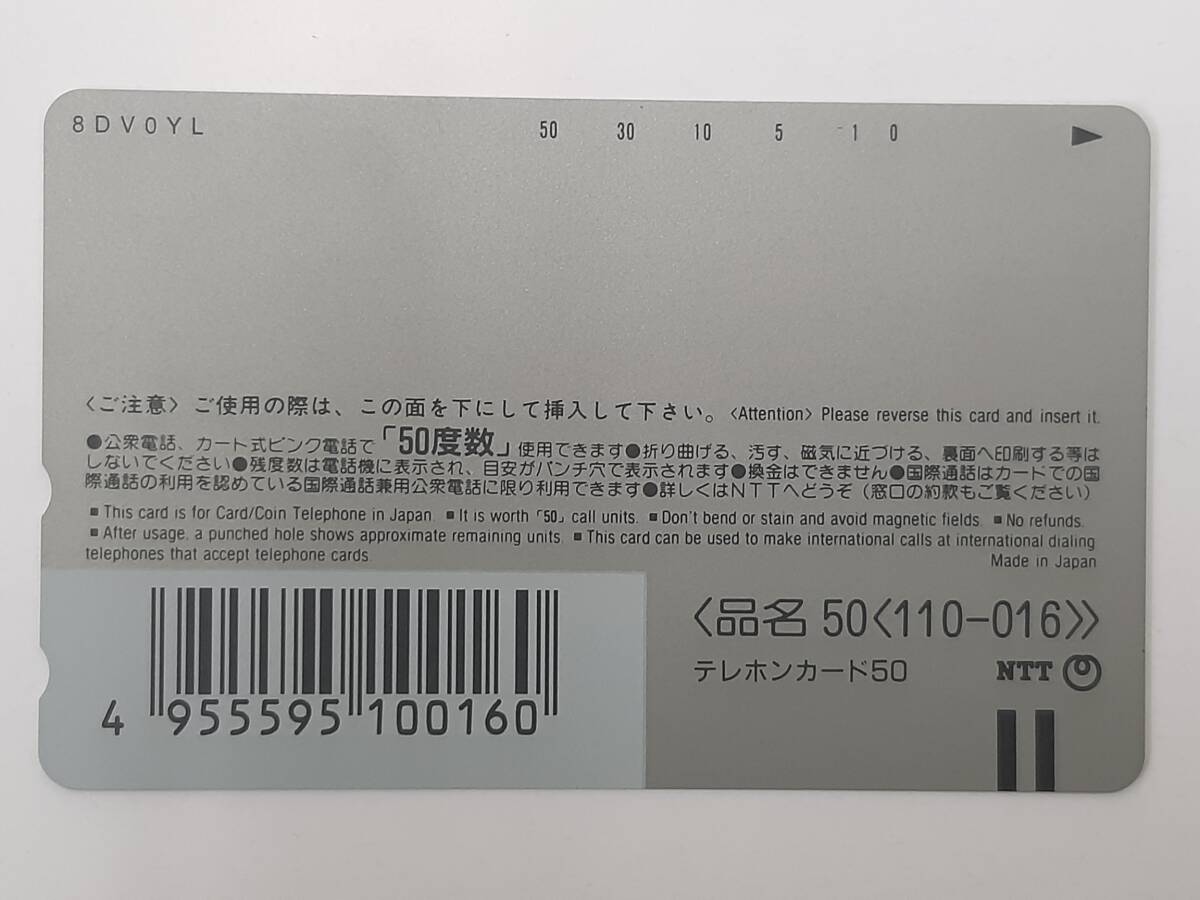 8DV0YL 50 30 10 5 1 0 ▶
〈ご注意〉ご使用の際は、この面を下にして挿入して下さい。〈Attention〉Please reverse this card and insert it.
●公衆電話、カード式ピンク電話で「50度数」使用できます●折り曲げる、汚す、磁気に近づける、裏面へ印刷する等は
しないでください●残度数は電話機に表示され、目安がパンチ穴で表示されます●換金はできません●国際通話はカードでの国
際通話の利用を認めている国際通話兼用公衆電話に限り利用できます●詳しくはNTTへどうぞ(窓口の約款もご覧ください)
■This card is for Card/Coin Telephone in Japan. ■It is worth「50」call units. ■Don't bend or stain and avoid magnetic fields. ■No refunds.
■After usage, a punched hole shows approximate remaining units. ■This card can be used to make international calls at international dialing
telephones that accept telephone cards. Made in Japan
〈品名 50〈110-016〉〉
テレホンカード50 NTT
4 955595 100160